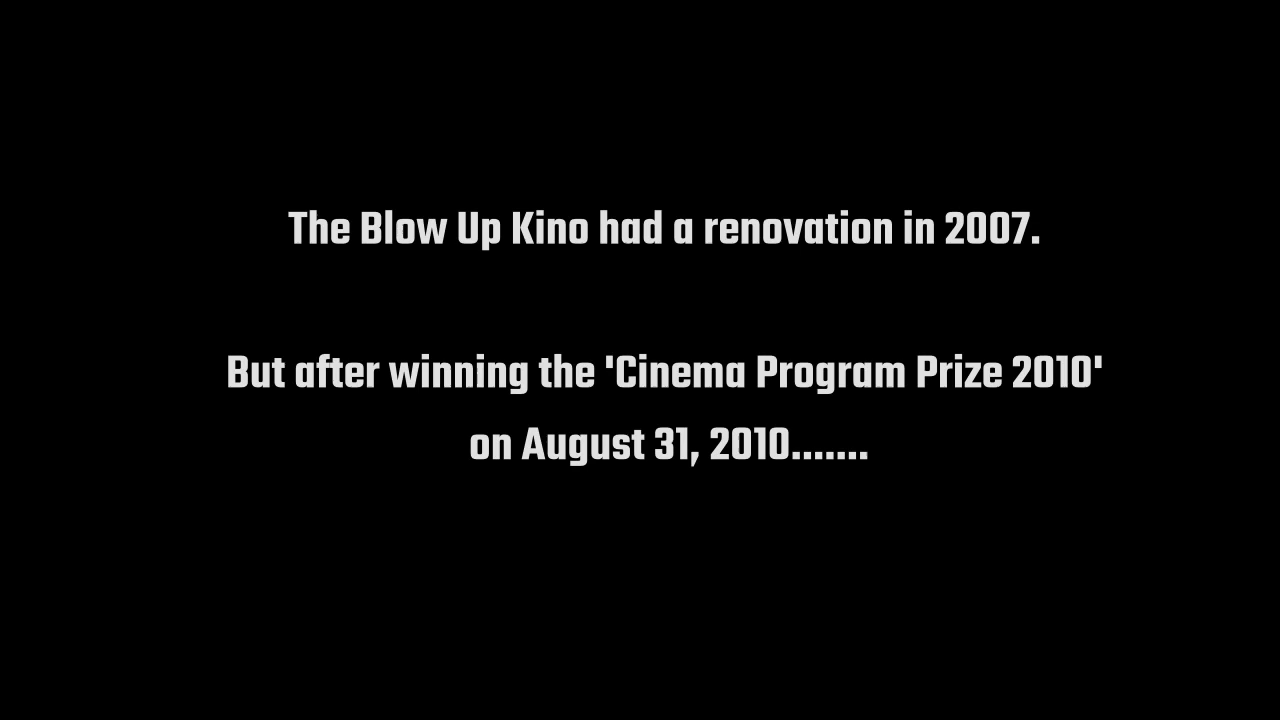 The Blow Up Kino had a renovation in 2007.
But after winning the 'Cinema Program Prize 2010'
on August 31, 2010.......